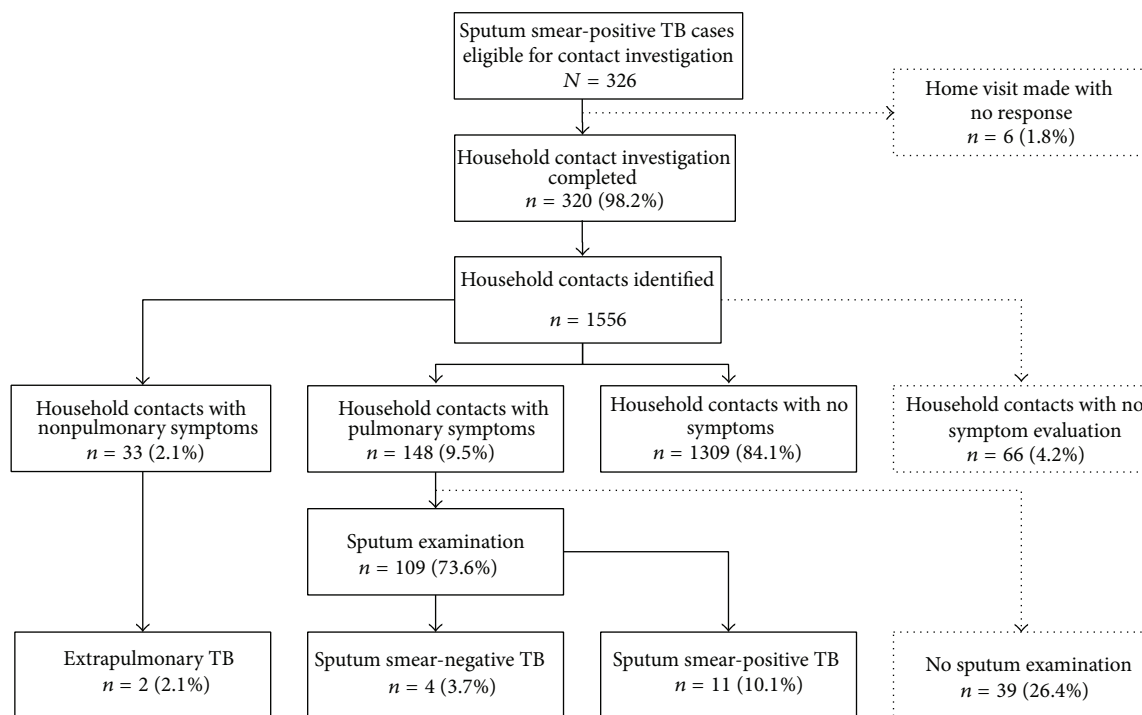 Sputum smear-positive TB cases
eligible for contact investigation
N = 326
Home visit made with
no response
n = 6 (1.8%)
Household contact investigation
completed
n = 320 (98.2%)
Household contacts identified
n = 1556
Household contacts with
nonpulmonary symptoms
n = 33 (2.1%)
Household contacts with
pulmonary symptoms
n = 148 (9.5%)
Household contacts with no
symptoms
n = 1309 (84.1%)
Household contacts with no
symptom evaluation
n = 66 (4.2%)
Sputum examination
n = 109 (73.6%)
Extrapulmonary TB
n = 2 (2.1%)
Sputum smear-negative TB
n = 4 (3.7%)
Sputum smear-positive TB
n = 11 (10.1%)
No sputum examination
n = 39 (26.4%)